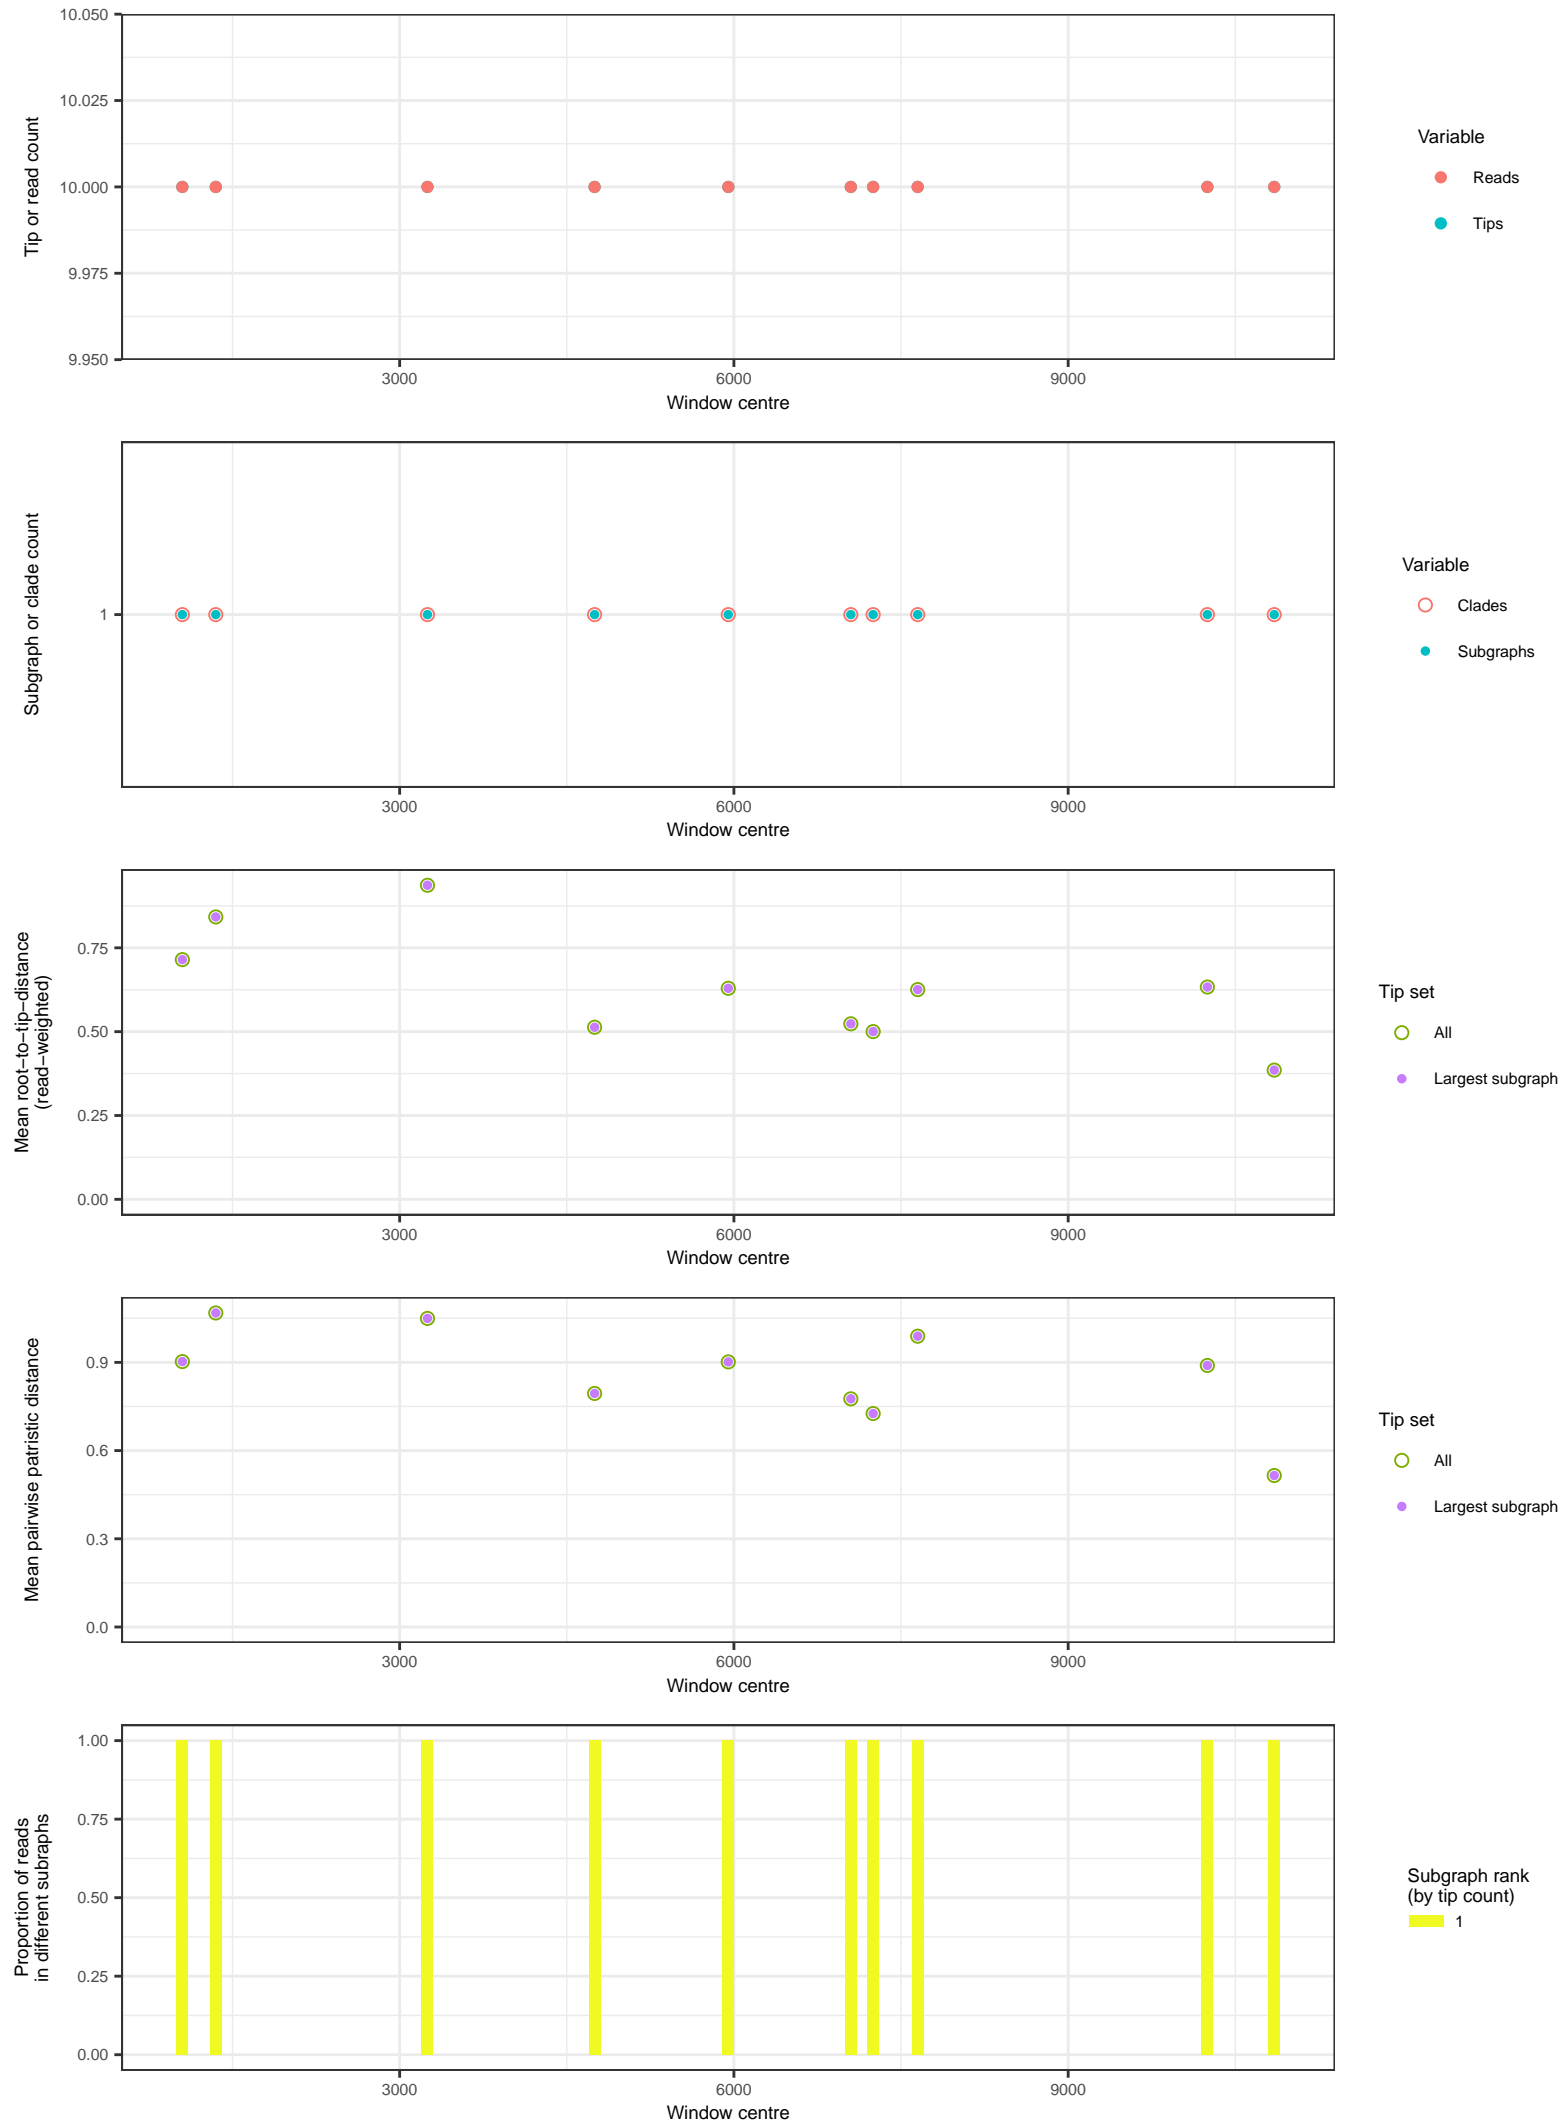 10.050
10.025
10.000
9.975
9.950
Tip or read count
3000
6000
9000
Window centre
Variable
Reads
Tips
1
Subgraph or clade count
3000
6000
9000
Window centre
Variable
Clades
Subgraphs
0.75
0.50
0.25
0.00
Mean root−to−tip−distance
(read−weighted)
3000
6000
9000
Window centre
Tip set
All
Largest subgraph
0.9
0.6
0.3
0.0
Mean pairwise patristic distance
3000
6000
9000
Window centre
Tip set
All
Largest subgraph
1.00
0.75
0.50
0.25
0.00
Proportion of reads
in different subraphs
3000
6000
9000
Window centre
Subgraph rank
(by tip count)
1